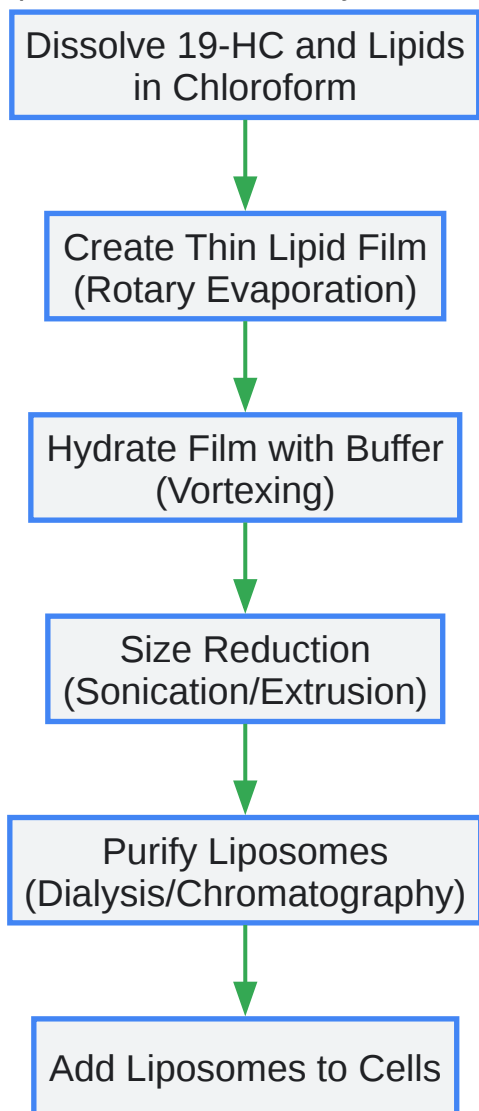 Dissolve 19-HC and Lipids
in Chloroform
Create Thin Lipid Film
(Rotary Evaporation)
Hydrate Film with Buffer
(Vortexing)
Size Reduction
(Sonication/Extrusion)
Purify Liposomes
(Dialysis/Chromatography)
Add Liposomes to Cells